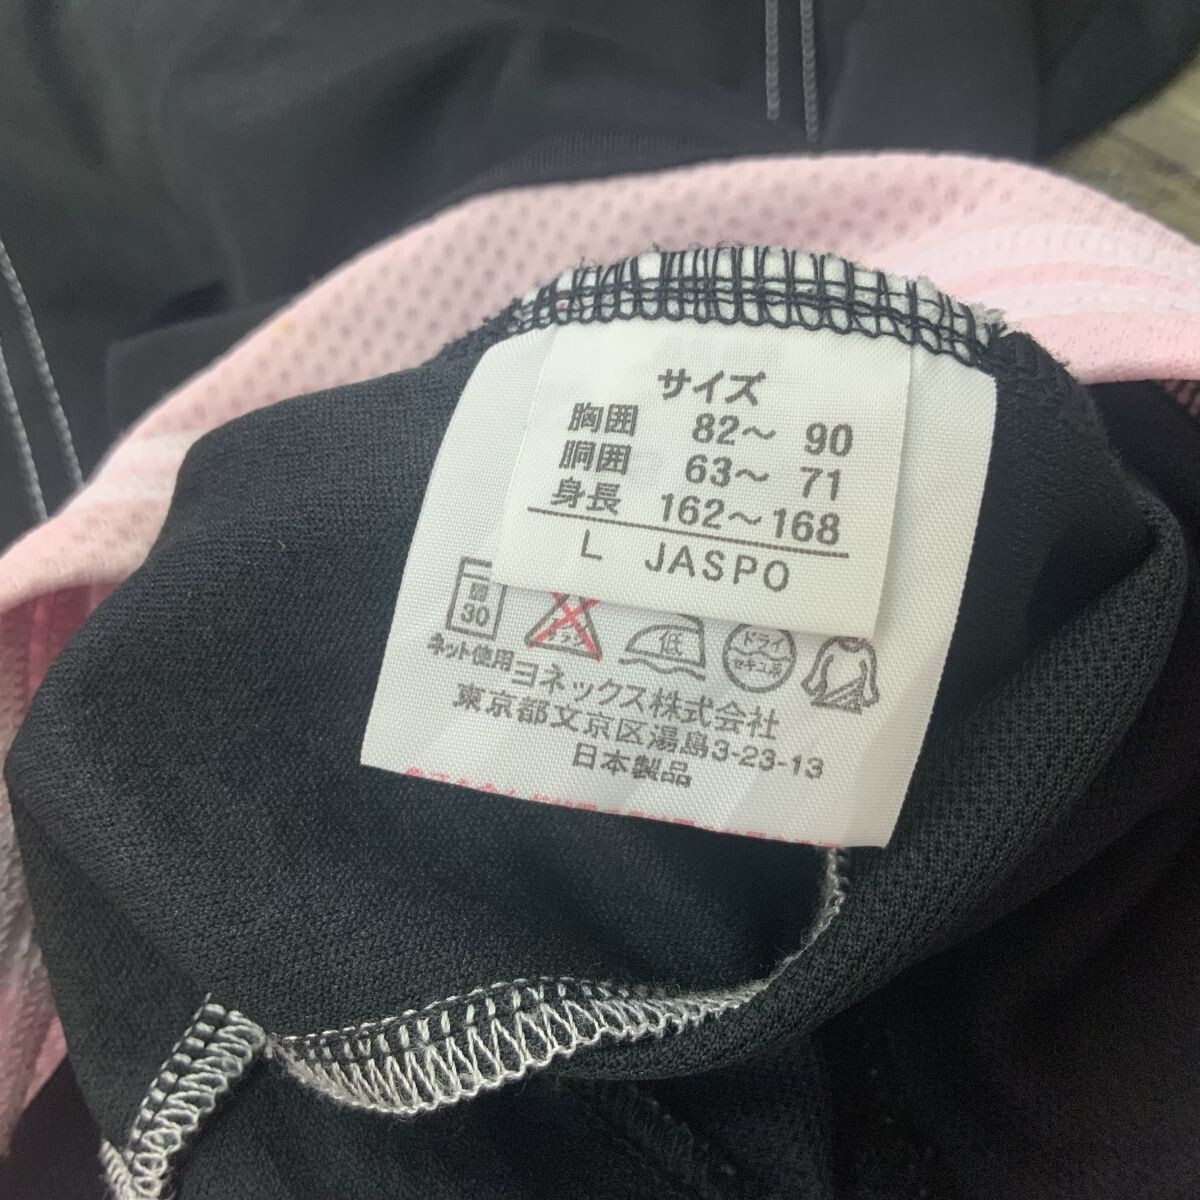 サイズ
胸囲 82～ 90
胴囲 63～ 71
身長 162～168
L JASPO
30
低
ドライ
セキユ系
ネット使用
ヨネックス株式会社
東京都文京区湯島3-23-13
日本製品